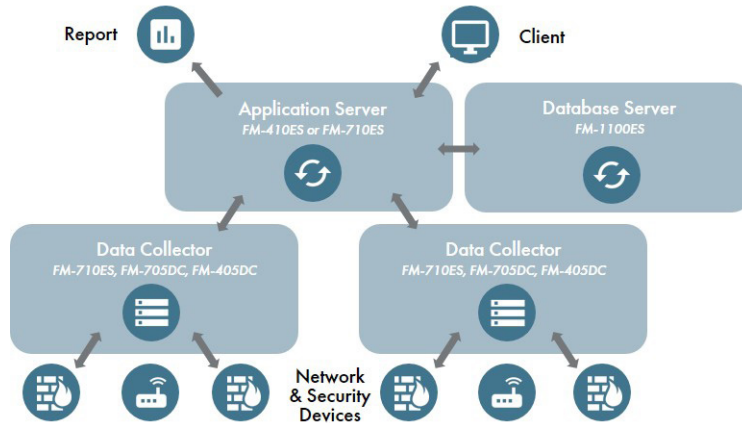 Report
Client
Application Server
FM-410ES or FM-710ES
Database Server
FM-1100ES
Data Collector
FM-710ES, FM-705DC, FM-405DC
Data Collector
FM-710ES, FM-705DC, FM-405DC
Network
& Security
Devices